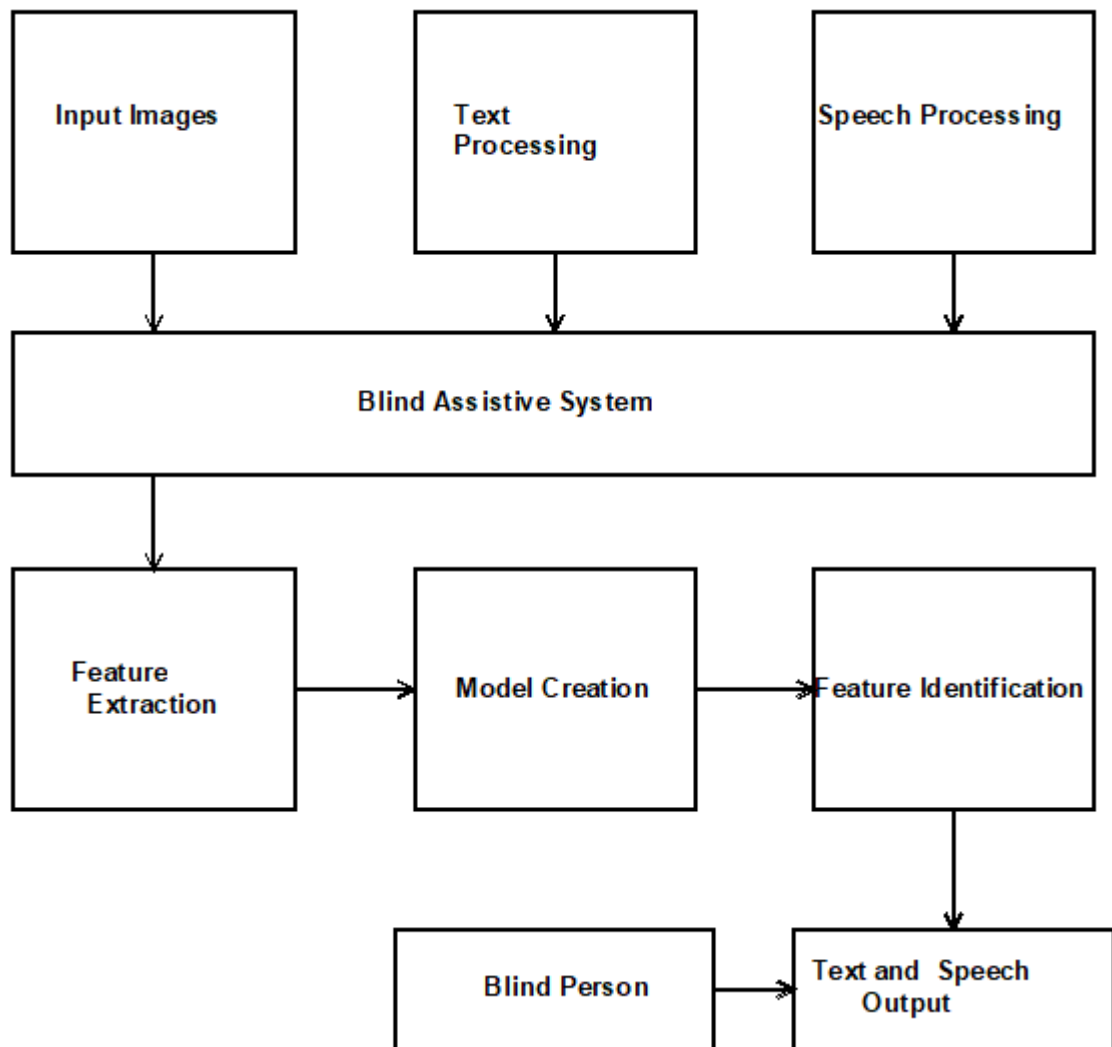 Input Images
Text
Processing
Speech Processing
Blind Assistive System
Feature
Extraction
Model Creation
Feature Identification
Blind Person
Text and Speech
Output